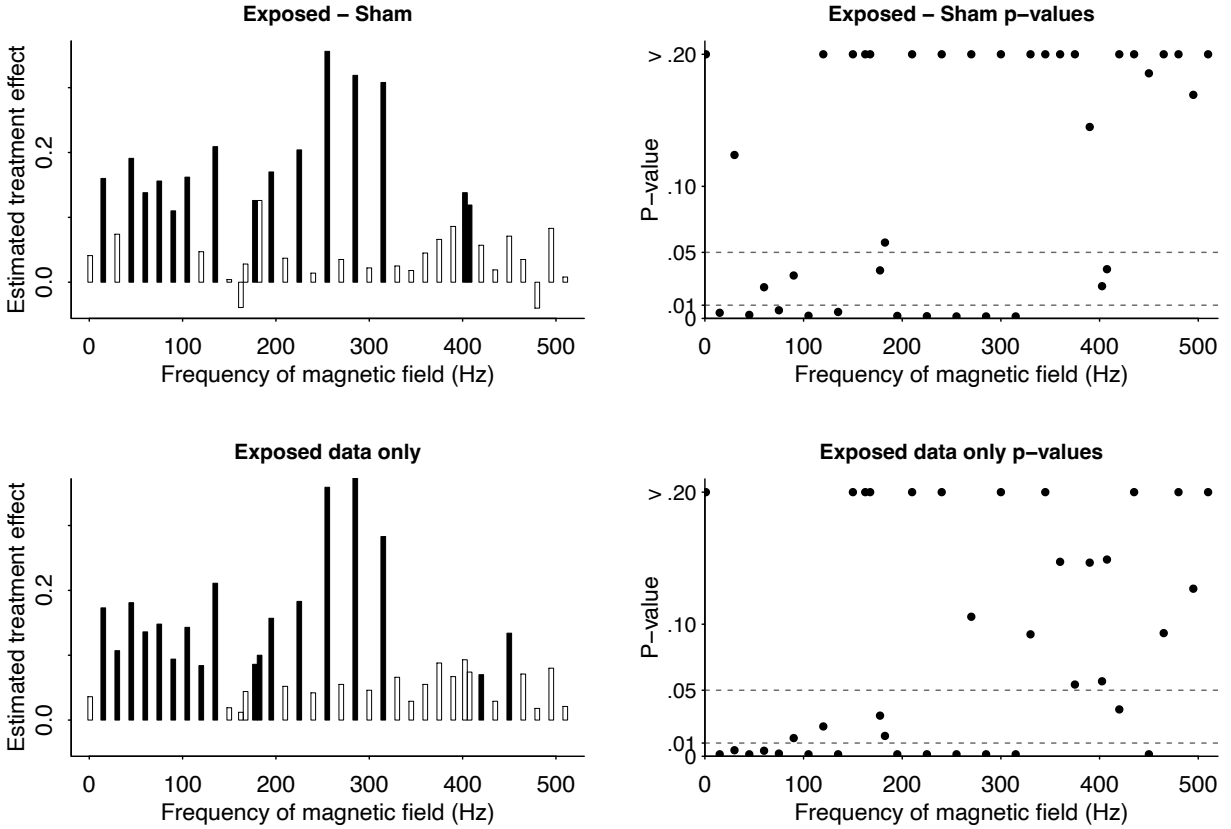 Exposed – Sham
Estimated treatment effect
0.2
0.0
0 100 200 300 400 500
Frequency of magnetic field (Hz)
Exposed – Sham p–values
P–value
> .20
.10
.05
.01
0
0 100 200 300 400 500
Frequency of magnetic field (Hz)
Exposed data only
Estimated treatment effect
0.2
0.0
0 100 200 300 400 500
Frequency of magnetic field (Hz)
Exposed data only p–values
P–value
> .20
.10
.05
.01
0
0 100 200 300 400 500
Frequency of magnetic field (Hz)